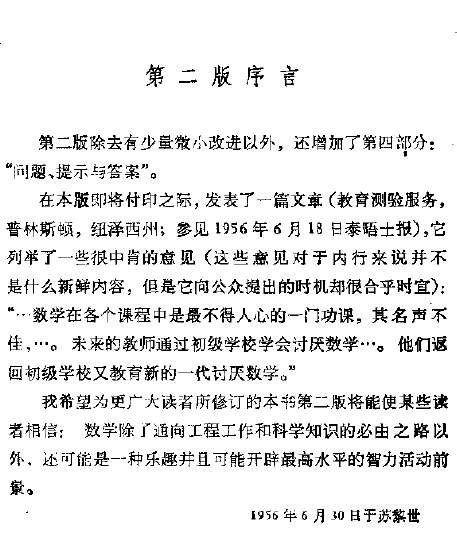 第二版序言
第二版除去有少量微小改进以外，还增加了第四部分：
“问题、提示与答案”。
在本版即将付印之际，发表了一篇文章（教育测验服务，
普林斯顿，纽泽西州；参见1956年6月18日泰晤士报），它
列举了一些很中肯的意见（这些意见对于内行来说并不
是什么新鲜内容，但是它向公众提出的时机却很合乎时宜）：
“…数学在各个课程中是最不得人心的一门功课，其名声不
佳，…。未来的教师通过初级学校学会讨厌数学…。他们返
回初级学校又教育新的一代讨厌数学。”
我希望为更广大读者所修订的本书第二版将能使某些读
者相信：数学除了通向工程工作和科学知识的必由之路以
外，还可能是一种乐趣并且可能开辟最高水平的智力活动前
景。
1956年6月30日于苏黎世